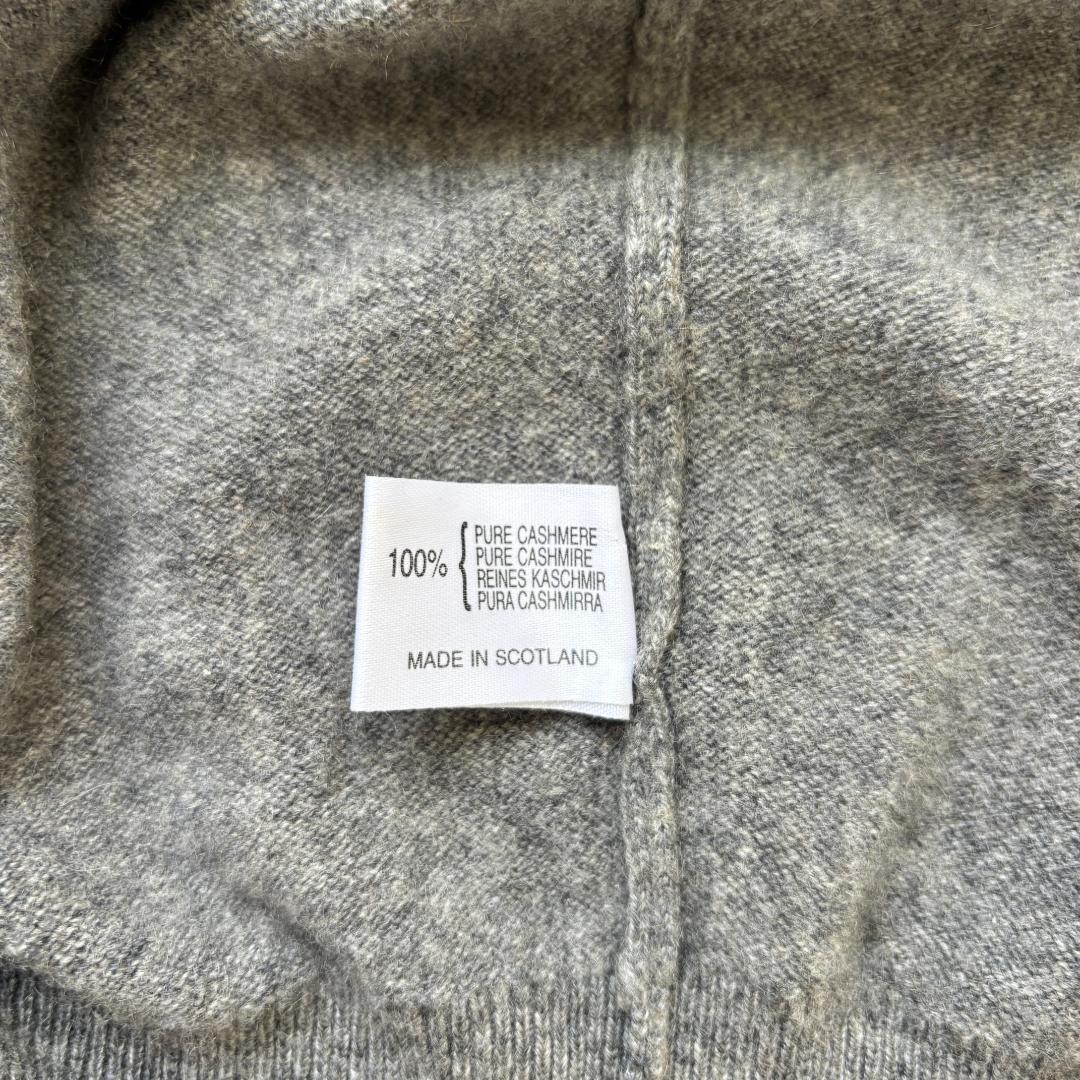 100% { PURE CASHMERE
PURE CASHMIRE
REINES KASCHMIR
PURA CASHMIRRA
MADE IN SCOTLAND